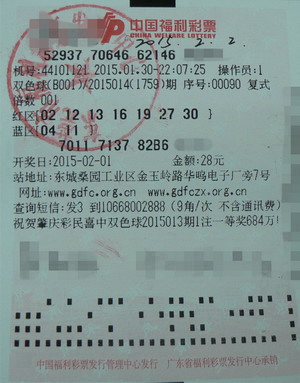 中国福利彩票
CHINA WELFARE LOTTERY
2015.2.2.
52937 70646 62146
机号:44101121 2015.01.30-22:07:25 操作员:1
双色球(B001)/2015014(1759)期 序号:00090 复式
倍数 001
红区[02 12 13 16 19 27 30 ]
蓝区[04 11 ]
7011 7137 82B6
开奖日:2015-02-01 金额:28元
站地址:东城桑园工业区金玉岭路华鸣电子厂旁7号
网址:www.gdfc.org.cn www.gdfczx.org.cn
查询短信:发3 到10668002888 (9角/次 不含通讯费)
祝贺肇庆彩民喜中双色球2015013期1注一等奖684万!
中国福利彩票发行管理中心发行 广东省福利彩票发行中心承销